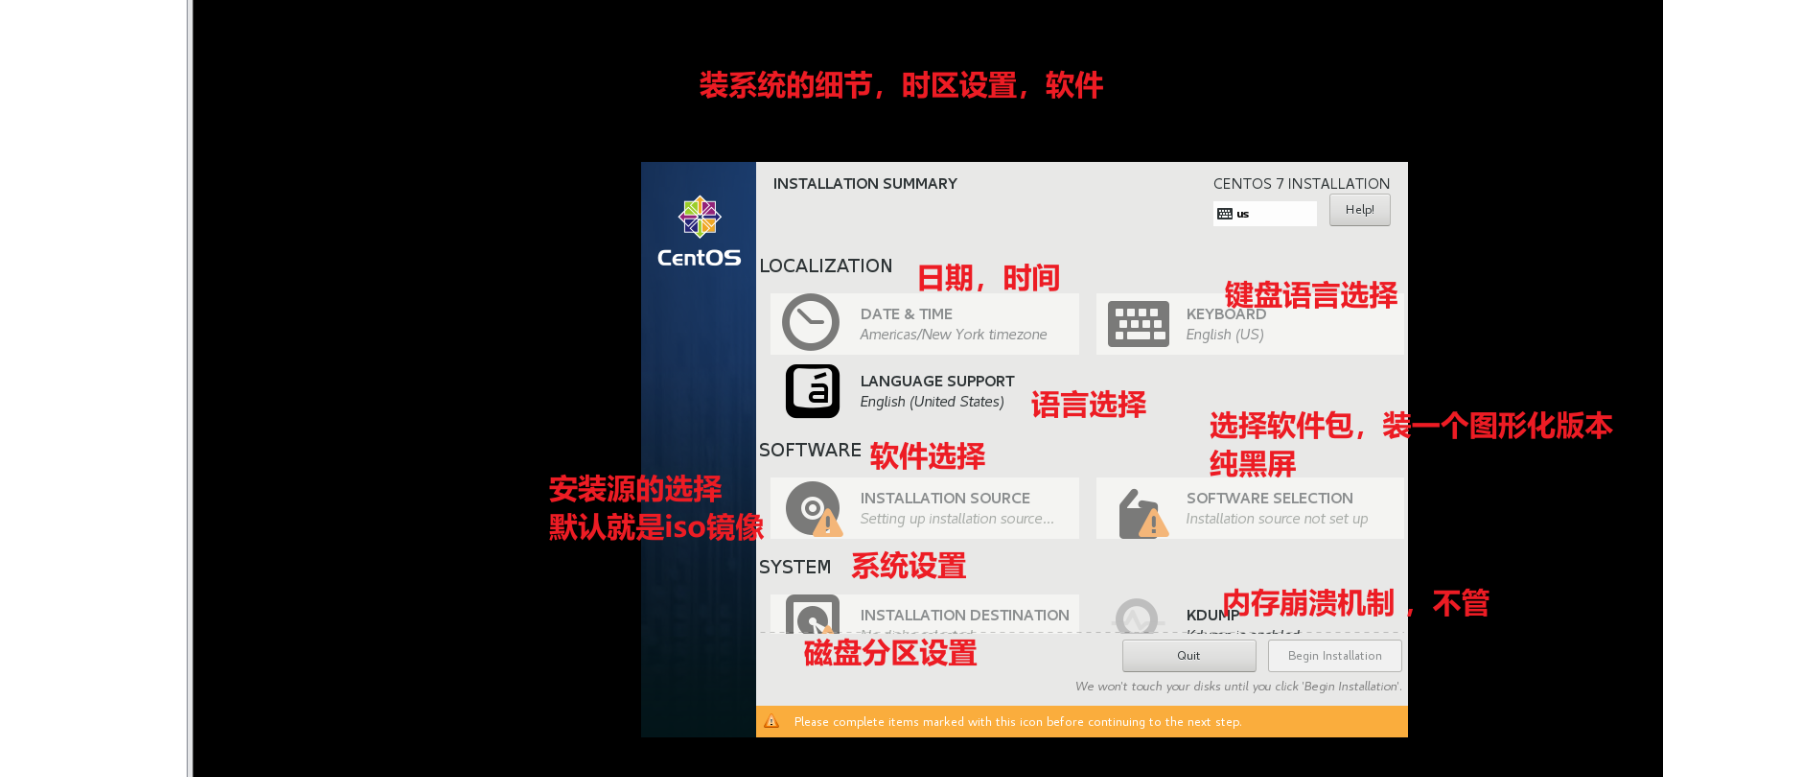 装系统的细节，时区设置，软件
INSTALLATION SUMMARY
CENTOS 7 INSTALLATION
us
Help!
CentOS
LOCALIZATION
日期，时间
键盘语言选择
DATE & TIME
Americas/New York timezone
KEYBOARD
English (US)
á
LANGUAGE SUPPORT
English (United States)
语言选择
选择软件包，装一个图形化版本
纯黑屏
SOFTWARE
软件选择
安装源的选择
默认就是iso镜像
INSTALLATION SOURCE
Setting up installation source...
SOFTWARE SELECTION
Installation source not set up
SYSTEM
系统设置
INSTALLATION DESTINATION
No disks selected
KDUMP
Kdump is enabled
内存崩溃机制，不管
磁盘分区设置
Quit
Begin Installation
We won't touch your disks until you click 'Begin Installation'.
Please complete items marked with this icon before continuing to the next step.